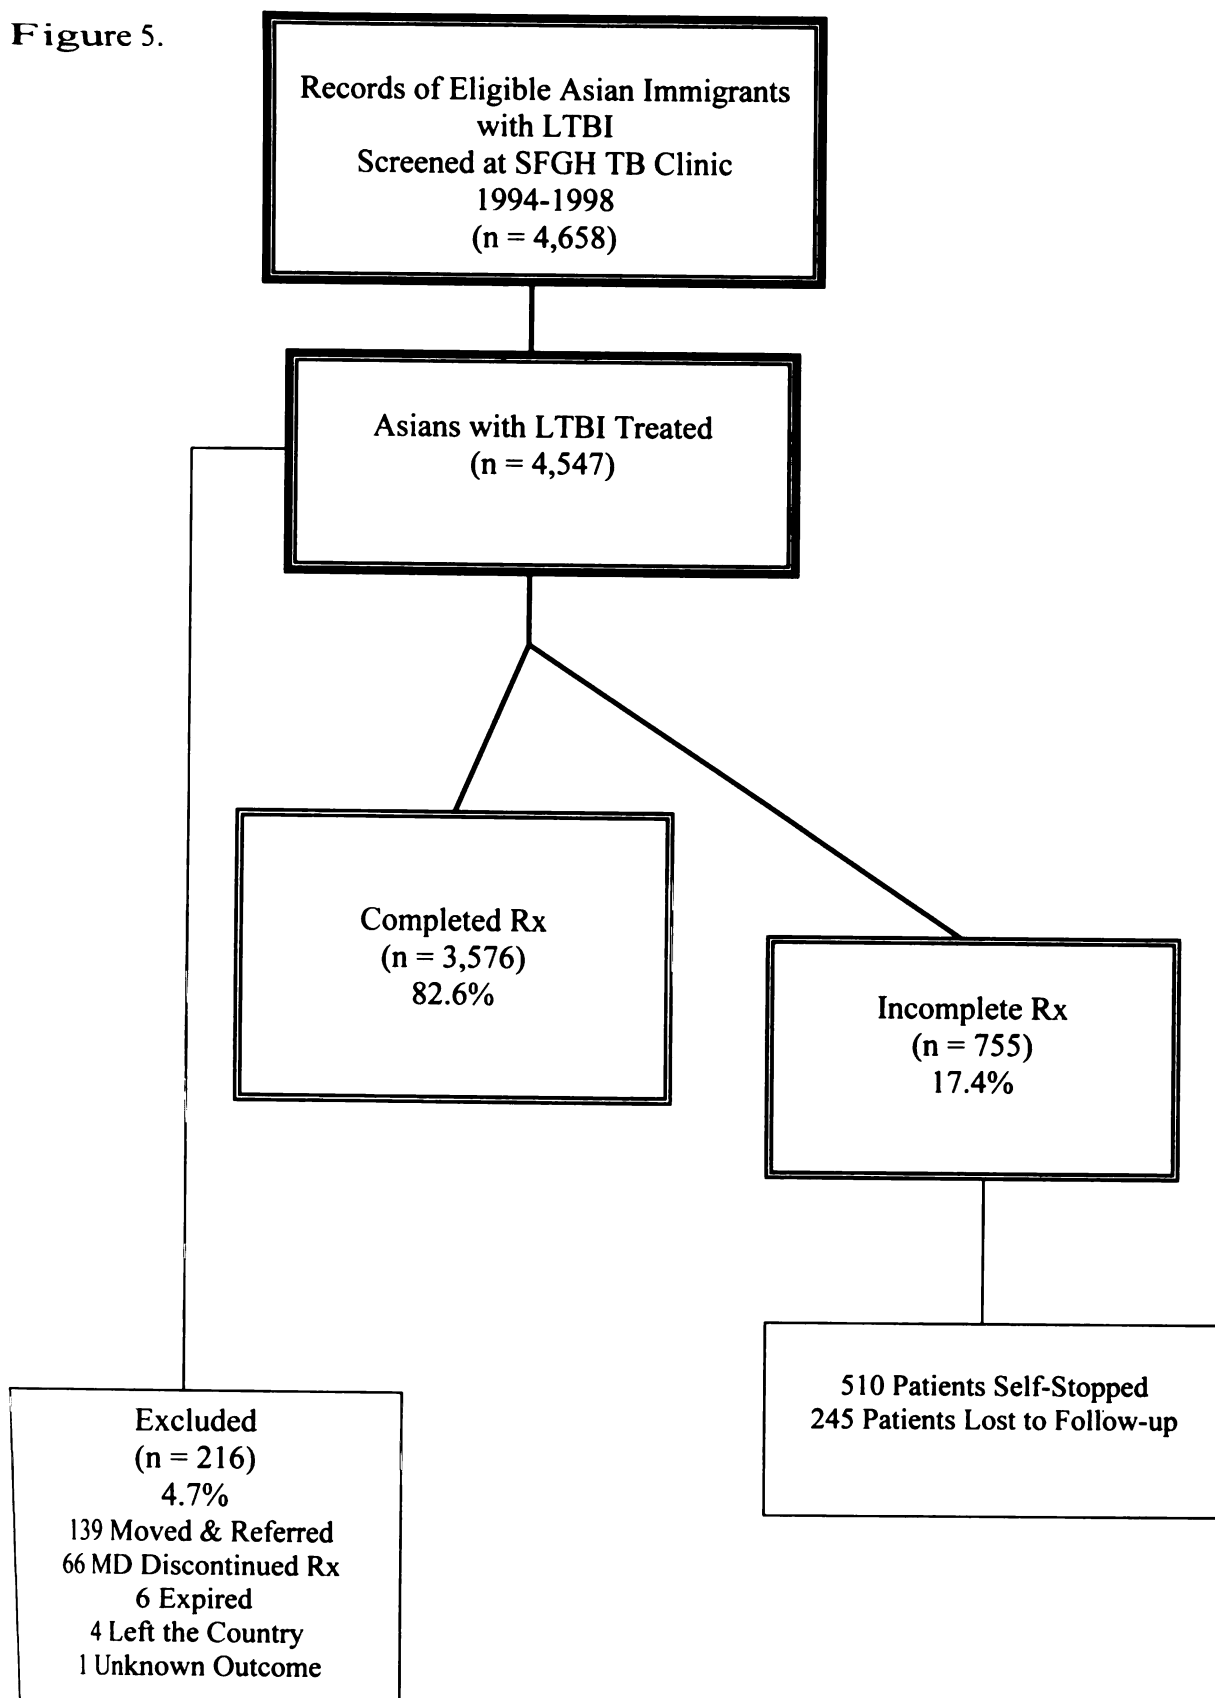 Figure 5.
Records of Eligible Asian Immigrants
with LTBI
Screened at SFGH TB Clinic
1994-1998
(n = 4,658)
Asians with LTBI Treated
(n = 4,547)
Completed Rx
(n = 3,576)
82.6%
Incomplete Rx
(n = 755)
17.4%
510 Patients Self-Stopped
245 Patients Lost to Follow-up
Excluded
(n = 216)
4.7%
139 Moved & Referred
66 MD Discontinued Rx
6 Expired
4 Left the Country
1 Unknown Outcome